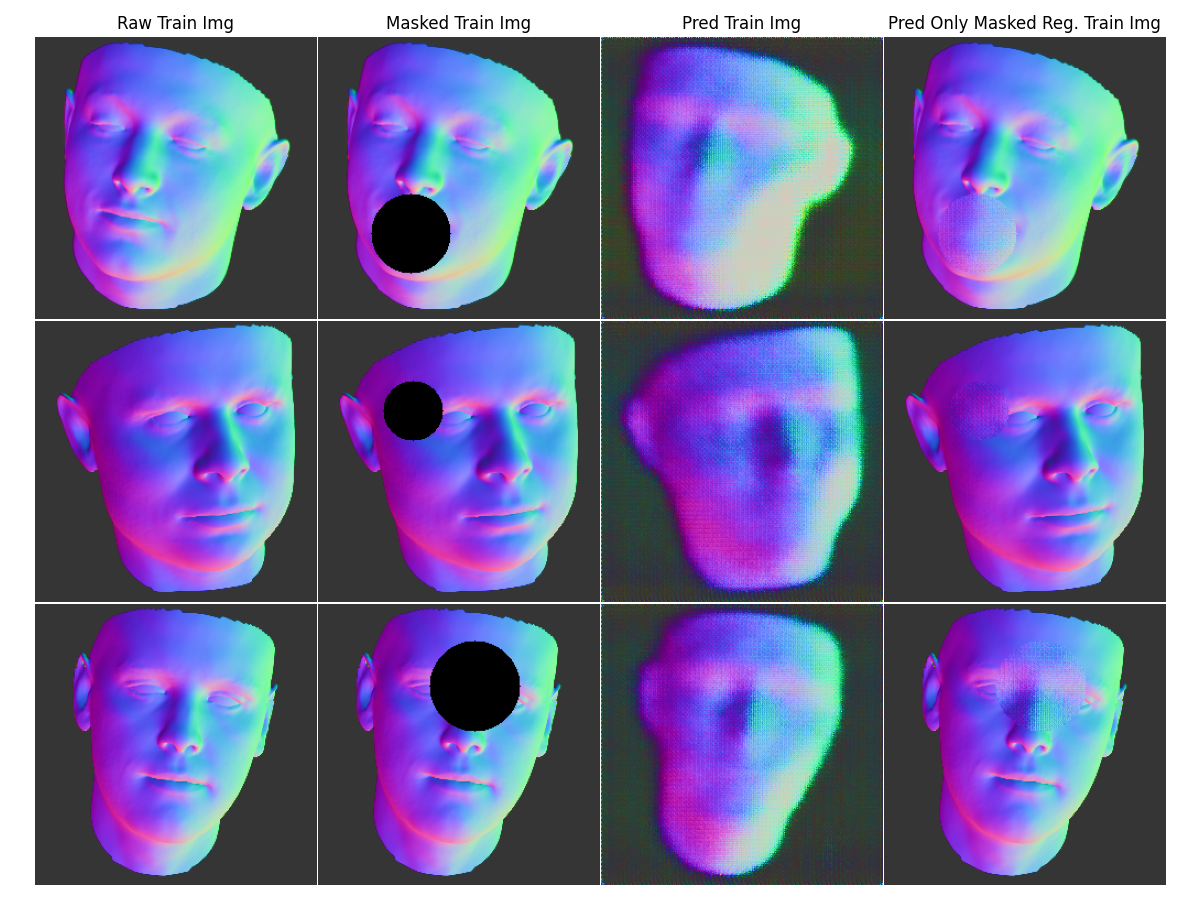 Raw Train Img
Masked Train Img
Pred Train Img
Pred Only Masked Reg. Train Img